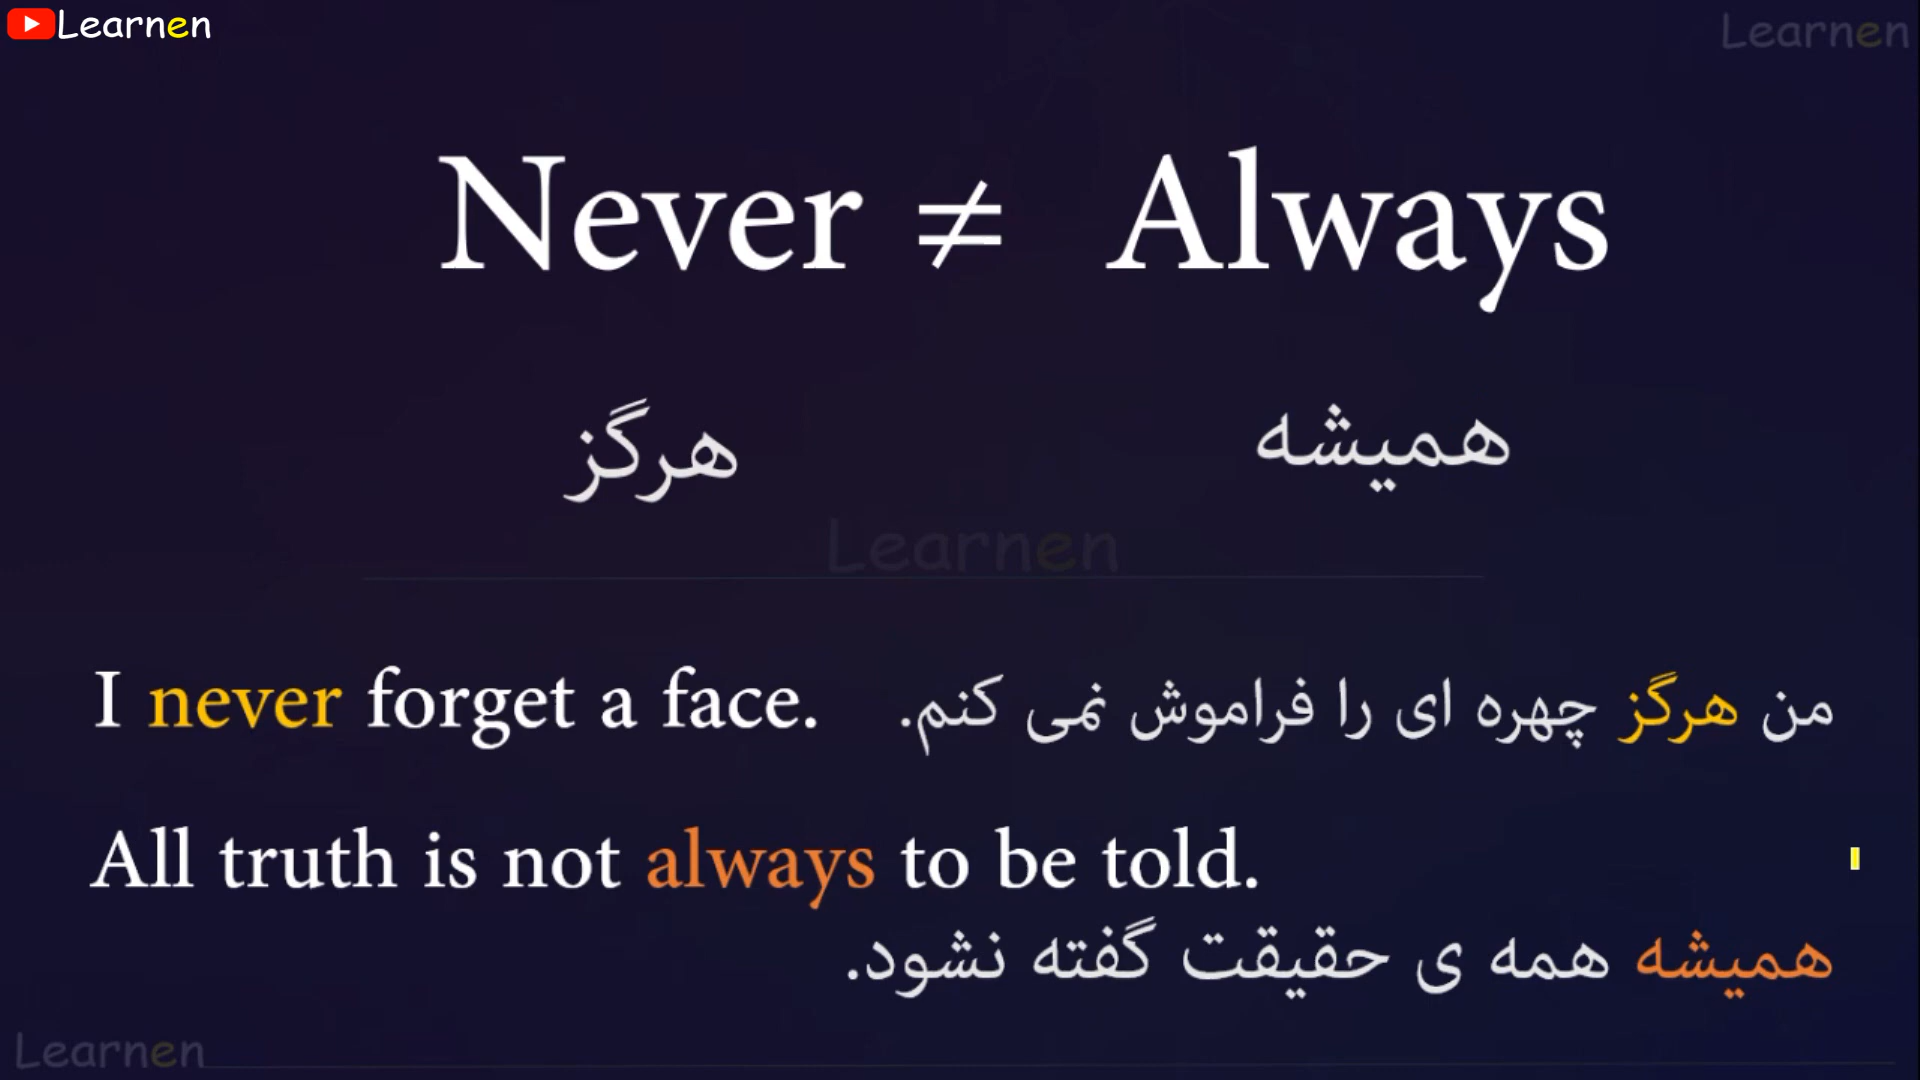 Learnen
Learnen
Never ≠ Always
هرگز
همیشه
Learnen
I never forget a face.
من هرگز چهره ای را فراموش نمی کنم.
All truth is not always to be told.
همیشه همه ی حقیقت گفته نشود.
Learnen